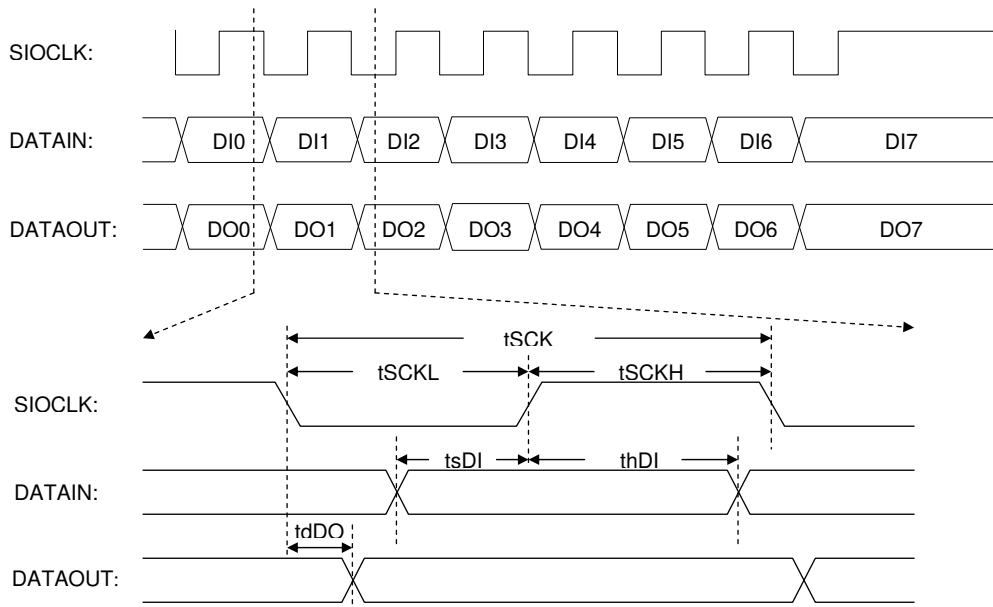 SIOCLK:
DATAIN: DI0 DI1 DI2 DI3 DI4 DI5 DI6 DI7
DATAOUT: DO0 DO1 DO2 DO3 DO4 DO5 DO6 DO7
tSCK
tSCKL tSCKH
SIOCLK:
tsDI thDI
DATAIN:
tdDO
DATAOUT: